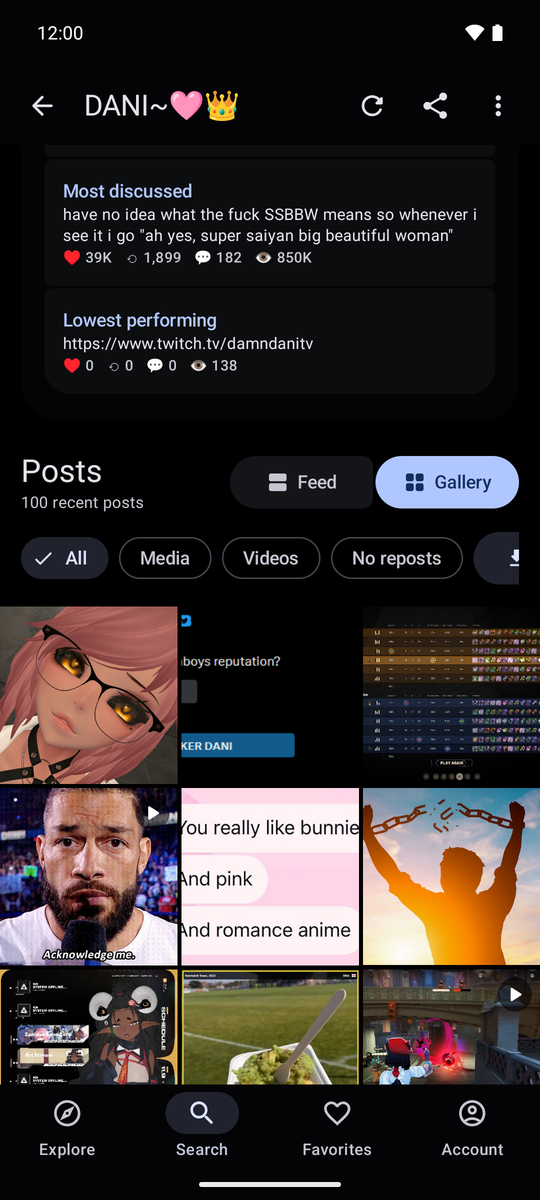 12:00
DANI~🩷👑
Most discussed
have no idea what the fuck SSBBW means so whenever i
see it i go "ah yes, super saiyan big beautiful woman"
❤️ 39K 1,899 💬 182 👁️ 850K
Lowest performing
https://www.twitch.tv/damndanitv
❤️ 0 0 💬 0 👁️ 138
Posts
100 recent posts
Feed
Gallery
All
Media
Videos
No reposts
boys reputation?
KER DANI
PLAY AGAIN
Acknowledge me.
You really like bunnie
And pink
And romance anime
SCHEDULE
Explore
Search
Favorites
Account